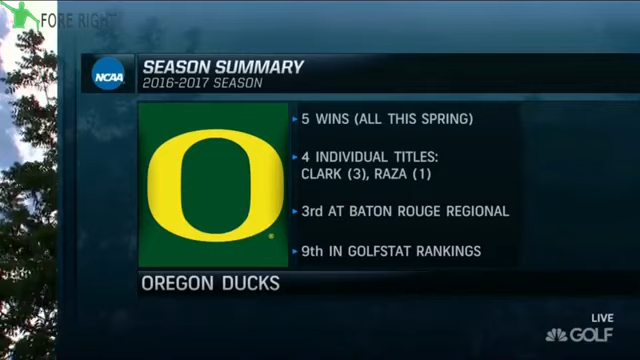 FORE RIGHT
NCAA
SEASON SUMMARY
2016-2017 SEASON
5 WINS (ALL THIS SPRING)
4 INDIVIDUAL TITLES:
CLARK (3), RAZA (1)
3rd AT BATON ROUGE REGIONAL
9th IN GOLFSTAT RANKINGS
O
OREGON DUCKS
LIVE
GOLF